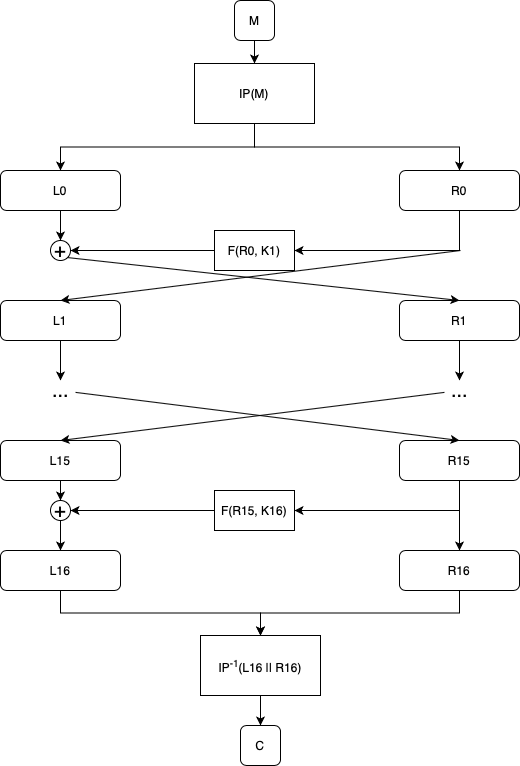 M
IP(M)
L0
R0
+
F(R0, K1)
L1
R1
...
...
L15
R15
+
F(R15, K16)
L16
R16
IP⁻¹(L16 || R16)
C